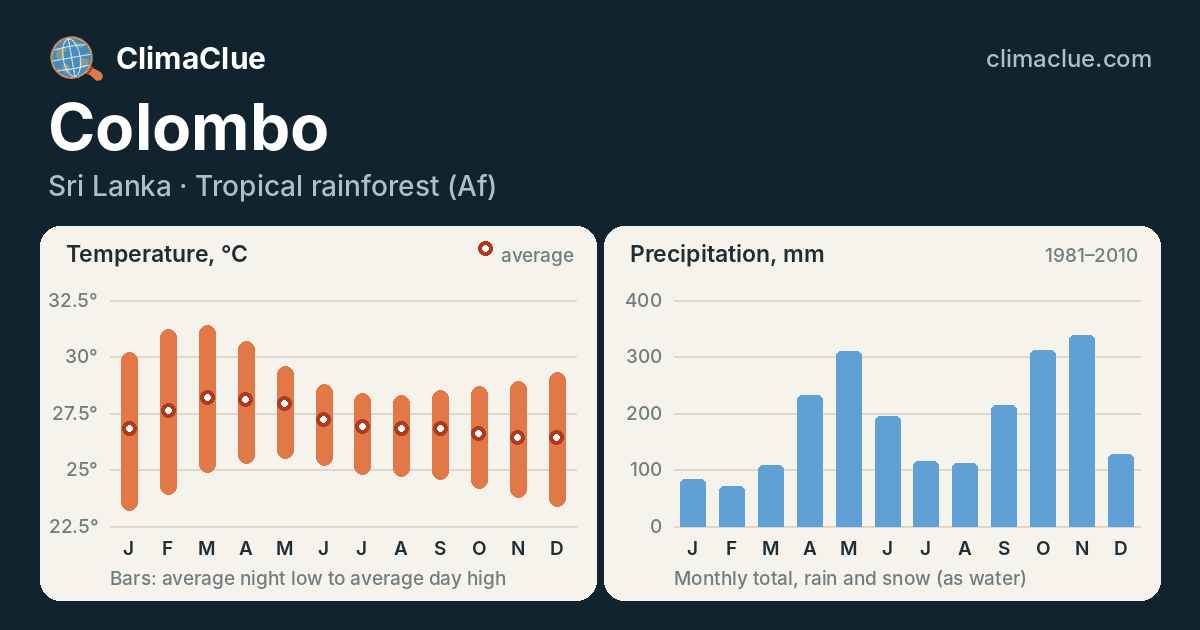 ClimaClue
climaclue.com
Colombo
Sri Lanka · Tropical rainforest (Af)
Temperature, °C
average
32.5°
30°
27.5°
25°
22.5°
J F M A M J J A S O N D
Bars: average night low to average day high
Precipitation, mm
1981–2010
400
300
200
100
0
J F M A M J J A S O N D
Monthly total, rain and snow (as water)